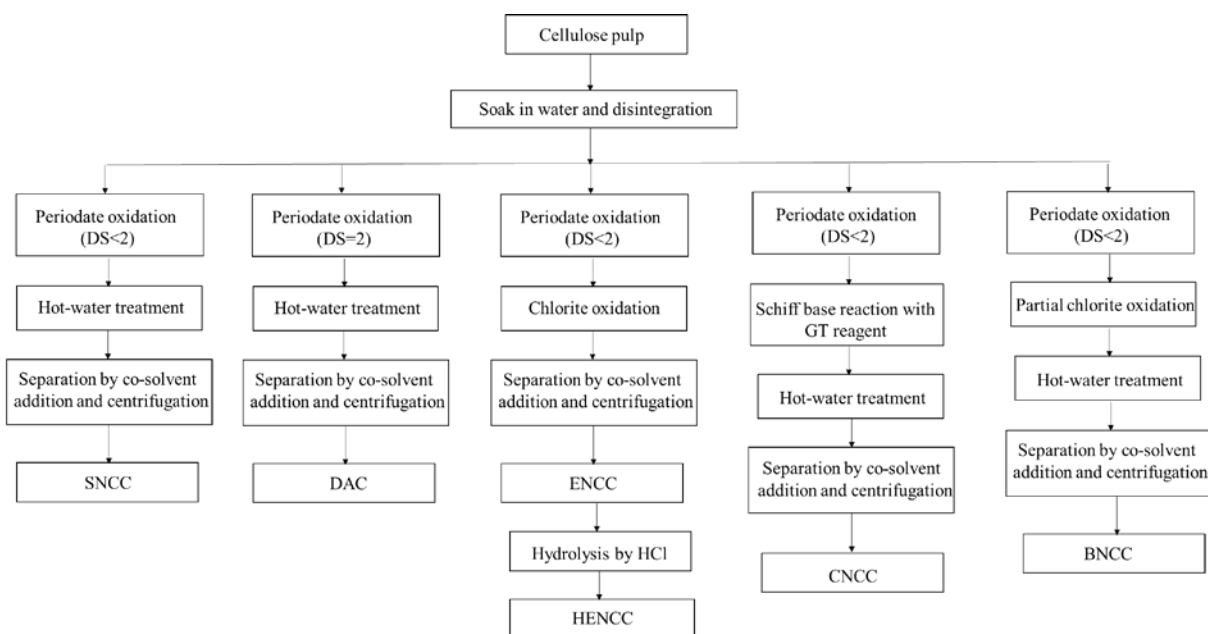 Cellulose pulp
Soak in water and disintegration
Periodate oxidation
(DS<2)
Hot-water treatment
Separation by co-solvent
addition and centrifugation
SNCC
Periodate oxidation
(DS=2)
Hot-water treatment
Separation by co-solvent
addition and centrifugation
DAC
Periodate oxidation
(DS<2)
Chlorite oxidation
Separation by co-solvent
addition and centrifugation
ENCC
Hydrolysis by HCl
HENCC
Periodate oxidation
(DS<2)
Schiff base reaction with
GT reagent
Hot-water treatment
Separation by co-solvent
addition and centrifugation
CNCC
Periodate oxidation
(DS<2)
Partial chlorite oxidation
Hot-water treatment
Separation by co-solvent
addition and centrifugation
BNCC